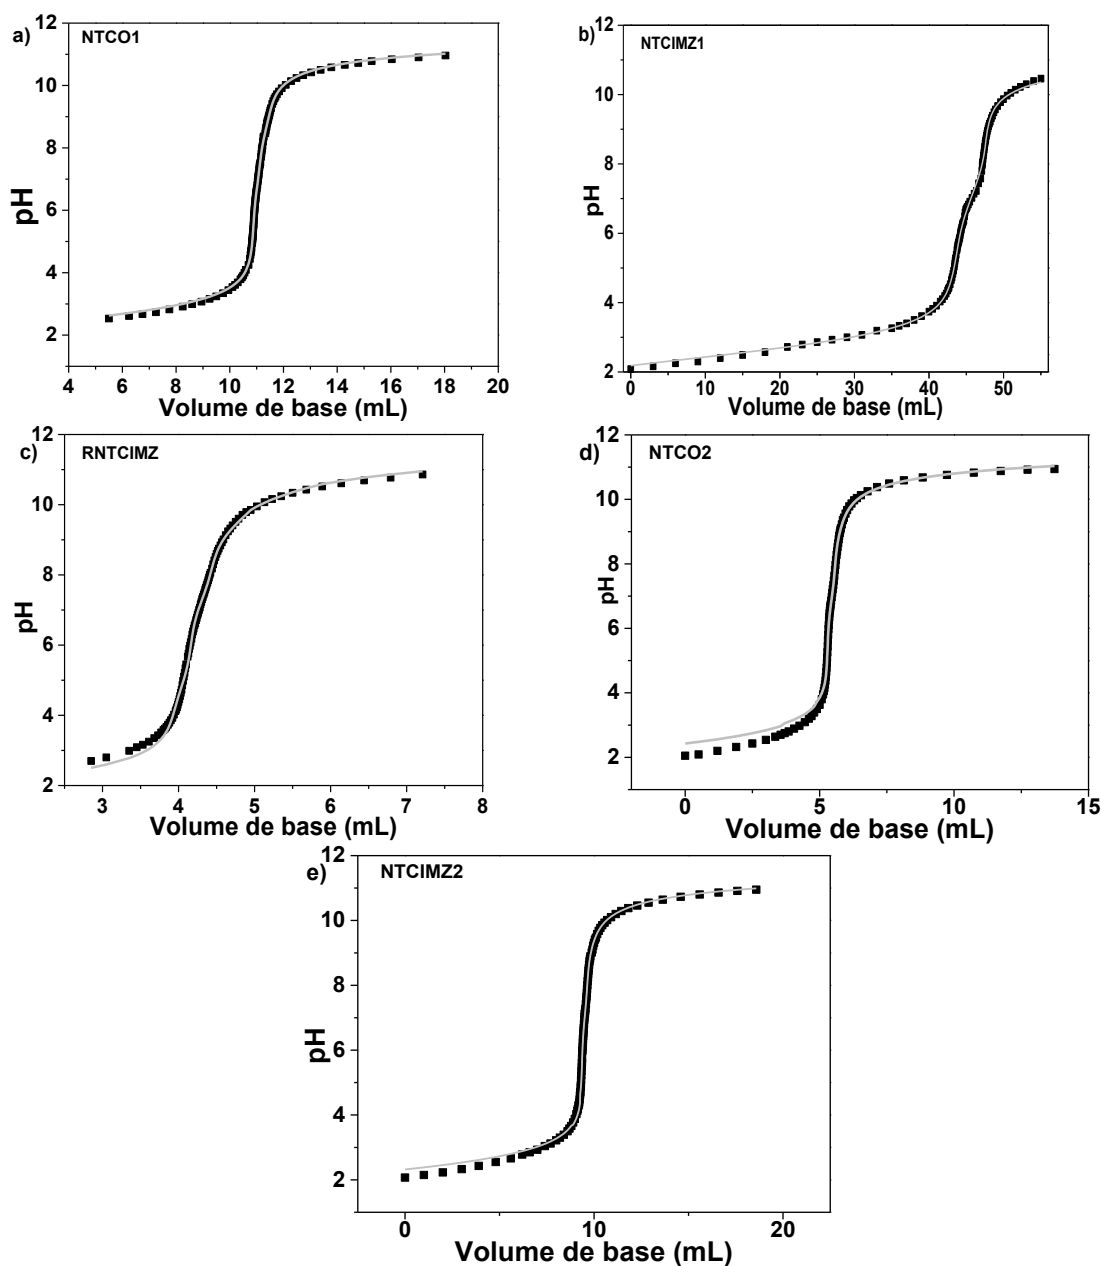 a) NTCO1
12
10
8
6
4
2
pH
4 6 8 10 12 14 16 18 20
Volume de base (mL)
b) NTCIMZ1
12
10
8
6
4
2
pH
0 10 20 30 40 50
Volume de base (mL)
c) RNTCIMZ
12
10
8
6
4
2
pH
3 4 5 6 7 8
Volume de base (mL)
d) NTCO2
12
10
8
6
4
2
pH
0 5 10 15
Volume de base (mL)
e) NTCIMZ2
12
10
8
6
4
2
pH
0 10 20
Volume de base (mL)